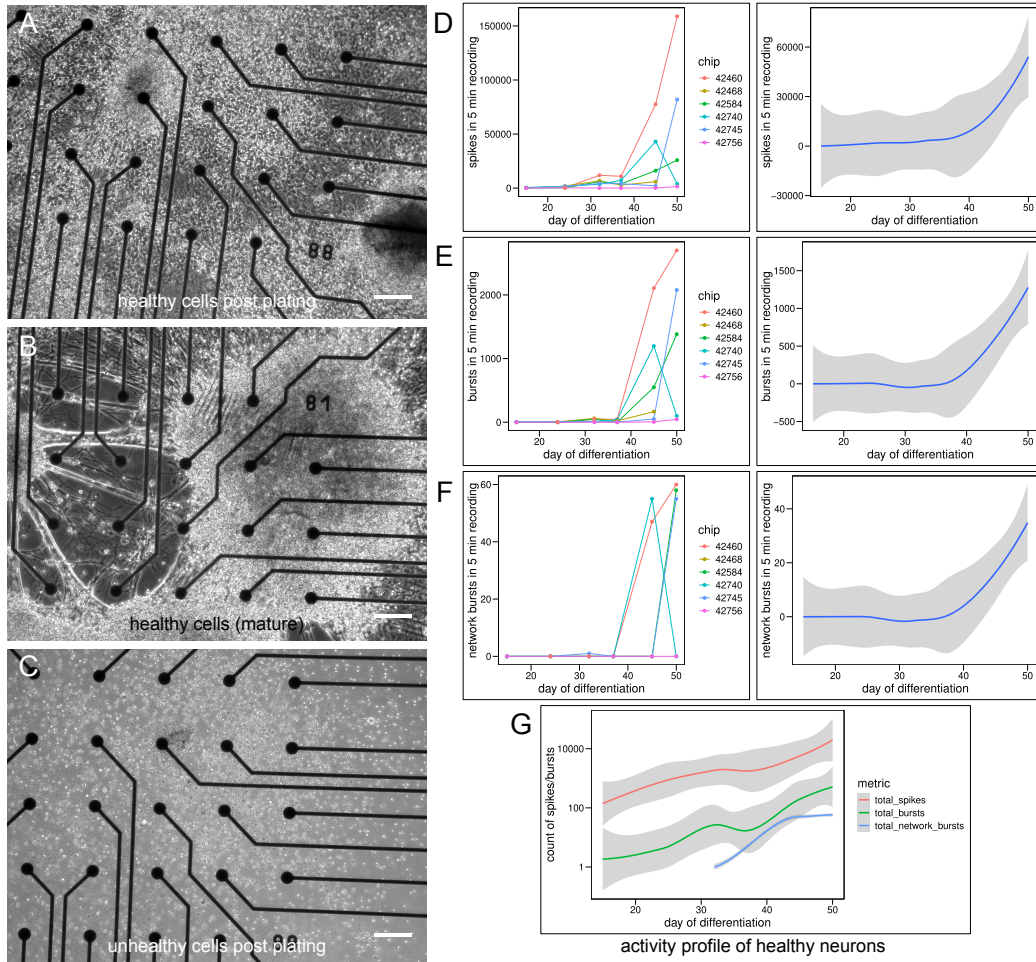 A
88
healthy cells post plating
B
81
healthy cells (mature)
C
unhealthy cells post plating
D
spikes in 5 min recording
150000
100000
50000
0
20
30
40
50
day of differentiation
chip
42460
42468
42584
42740
42745
42756
spikes in 5 min recording
60000
30000
0
−30000
20
30
40
50
day of differentiation
E
bursts in 5 min recording
2000
1000
0
20
30
40
50
day of differentiation
chip
42460
42468
42584
42740
42745
42756
bursts in 5 min recording
1500
1000
500
0
−500
20
30
40
50
day of differentiation
F
network bursts in 5 min recording
60
40
20
0
20
30
40
50
day of differentiation
chip
42460
42468
42584
42740
42745
42756
network bursts in 5 min recording
40
20
0
20
30
40
50
day of differentiation
G
count of spikes/bursts
10000
100
1
20
30
40
50
day of differentiation
metric
total_spikes
total_bursts
total_network_bursts
activity profile of healthy neurons